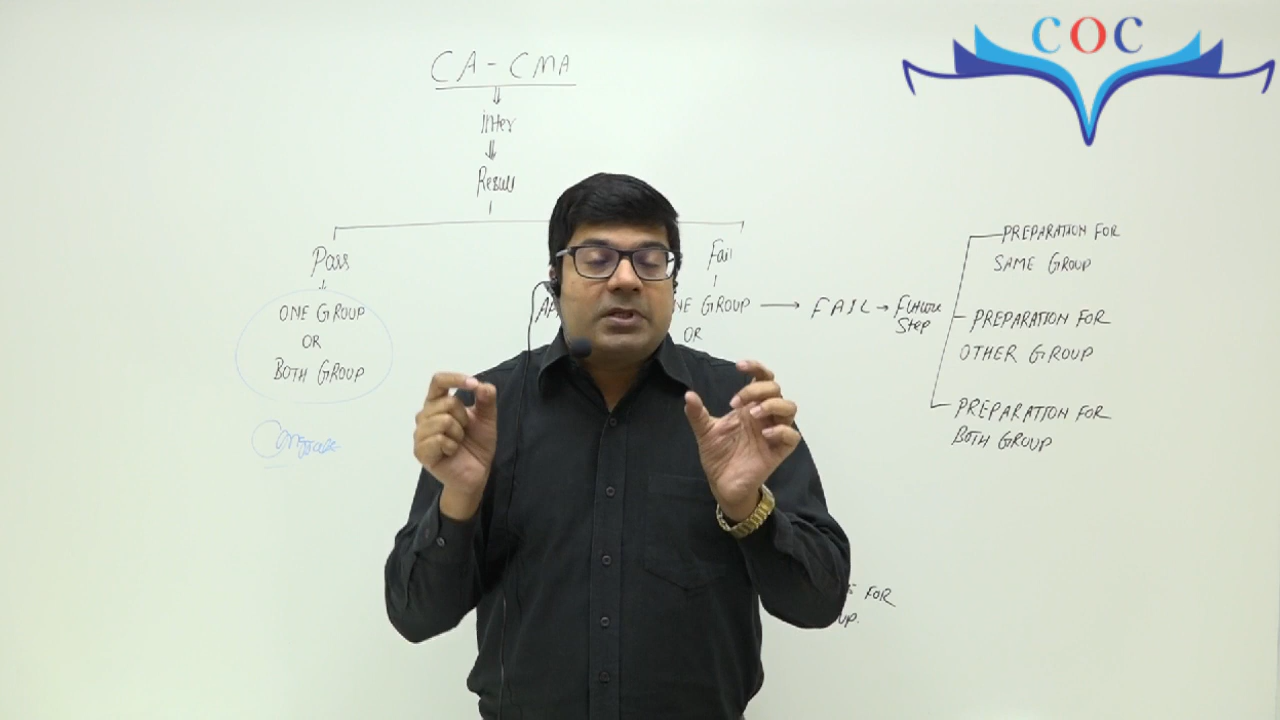 COC
CA - CMA
Inter
Result
Pass
ONE GROUP
OR
BOTH GROUP
Fail
NE GROUP
OR
FAIL
Future
Step
PREPARATION FOR
SAME GROUP
PREPARATION FOR
OTHER GROUP
PREPARATION FOR
BOTH GROUP
FOR
UP.